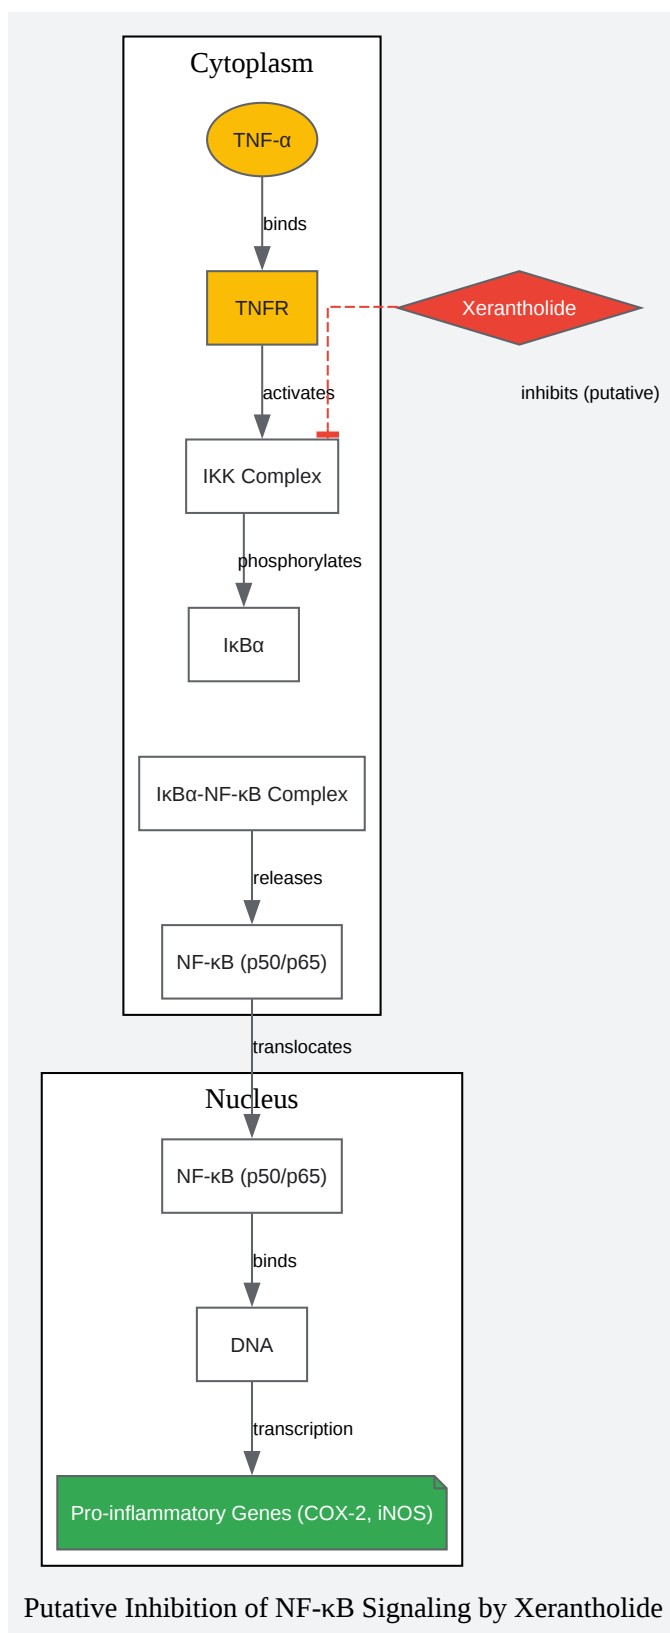 Cytoplasm
TNF-α
binds
TNFR
Xerantholide
activates
inhibits (putative)
IKK Complex
phosphorylates
IκBα
IκBα-NF-κB Complex
releases
NF-κB (p50/p65)
translocates
Nucleus
NF-κB (p50/p65)
binds
DNA
transcription
Pro-inflammatory Genes (COX-2, iNOS)
Putative Inhibition of NF-κB Signaling by Xerantholide